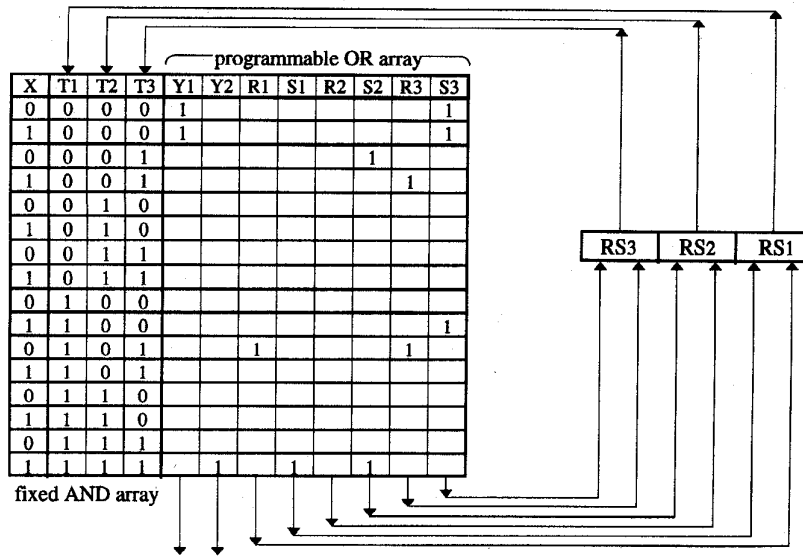 programmable OR array
X T1 T2 T3 Y1 Y2 R1 S1 R2 S2 R3 S3
0 0 0 0 1 1
1 0 0 0 1 1
0 0 0 1 1
1 0 0 1 1
0 0 1 0
1 0 1 0
0 0 1 1
1 0 1 1
0 1 0 0
1 1 0 0 1
0 1 0 1 1 1
1 1 0 1
0 1 1 0
1 1 1 0
0 1 1 1
1 1 1 1 1 1 1
fixed AND array
RS3 RS2 RS1